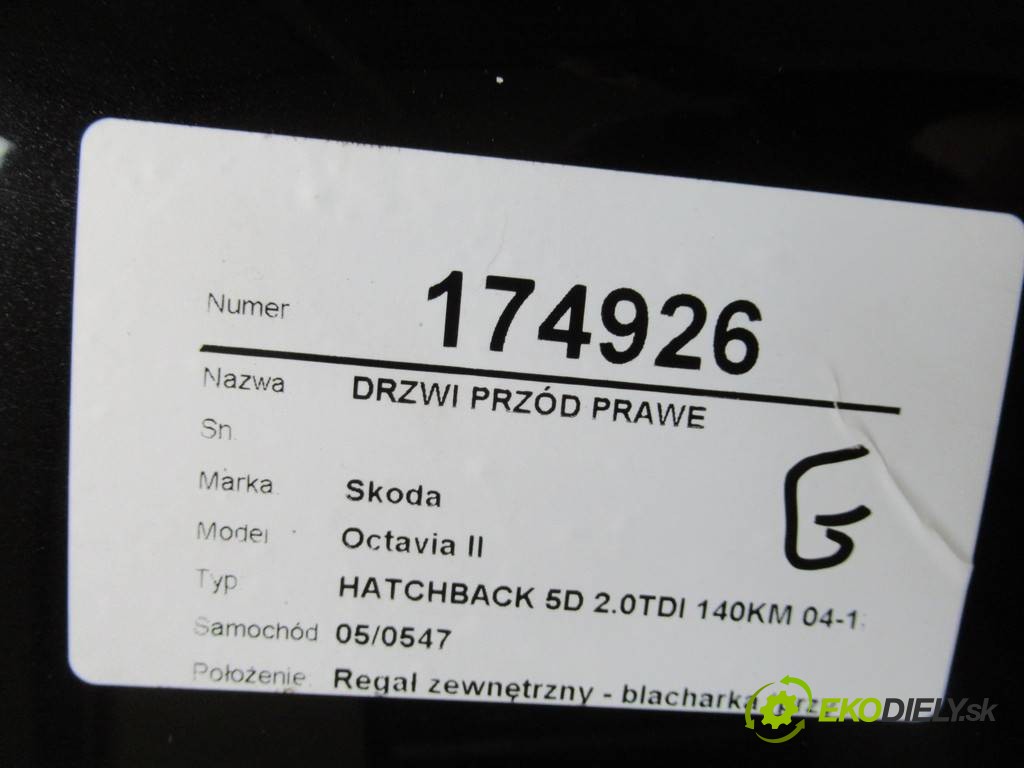 Numer 174926
Nazwa DRZWI PRZÓD PRAWE
Sn.
Marka Skoda
Model Octavia II
Typ HATCHBACK 5D 2.0TDI 140KM 04-1
Samochód 05/0547
Położenie: Regał zewnętrzny - blacharka
G
EKODIELY.sk